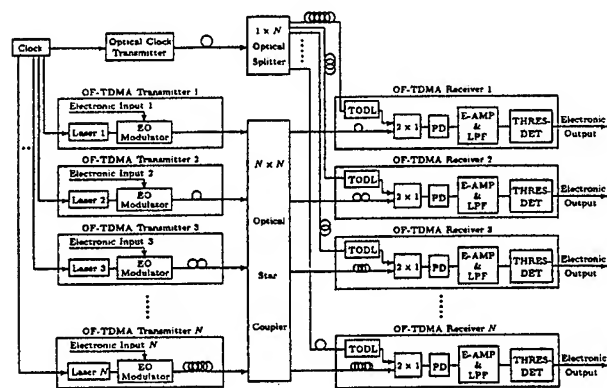 Clock
Optical Clock
Transmitter
1 x N
Optical
Splitter
OF-TDMA Transmitter 1
Electronic Input 1
Laser 1
EO
Modulator
OF-TDMA Transmitter 2
Electronic Input 2
Laser 2
EO
Modulator
OF-TDMA Transmitter 3
Electronic Input 3
Laser 3
EO
Modulator
OF-TDMA Transmitter N
Electronic Input N
Laser N
EO
Modulator
N x N
Optical
Star
Coupler
OF-TDMA Receiver 1
TODL
2 x 1
PD
E-AMP
&
LPF
THRES-
DET
Electronic
Output
OF-TDMA Receiver 2
TODL
2 x 1
PD
E-AMP
&
LPF
THRES-
DET
Electronic
Output
OF-TDMA Receiver 3
TODL
2 x 1
PD
E-AMP
&
LPF
THRES-
DET
Electronic
Output
OF-TDMA Receiver N
TODL
2 x 1
PD
E-AMP
&
LPF
THRES-
DET
Electronic
Output